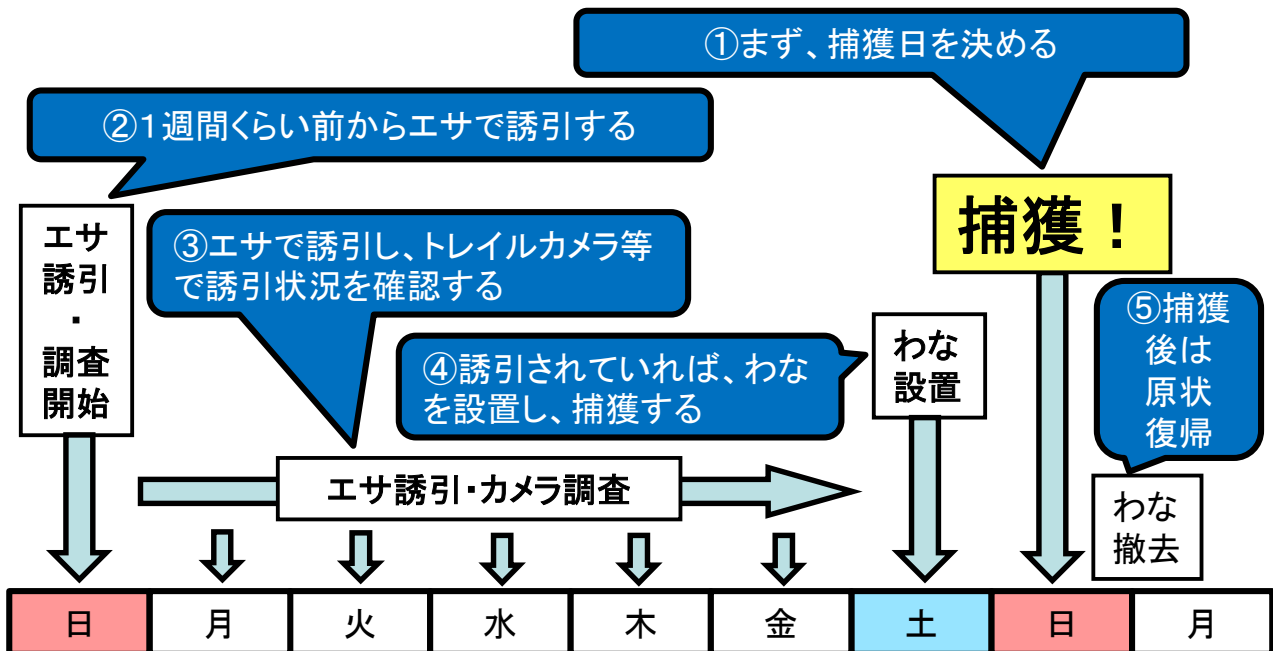 ①まず、捕獲日を決める
②1週間くらい前からエサで誘引する
エサ
誘引
・
調査
開始
③エサで誘引し、トレイルカメラ等
で誘引状況を確認する
④誘引されていれば、わな
を設置し、捕獲する
わな
設置
捕獲！
⑤捕獲
後は
原状
復帰
エサ誘引・カメラ調査
わな
撤去
日 月 火 水 木 金 土 日 月